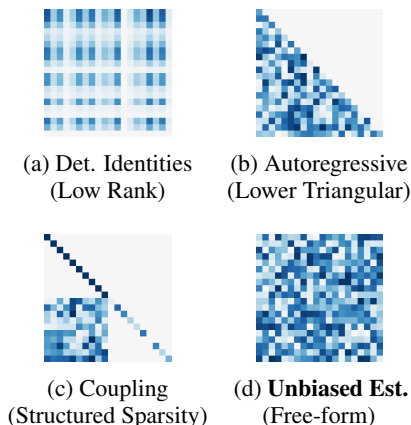 (a) Det. Identities
(Low Rank)
(b) Autoregressive
(Lower Triangular)
(c) Coupling
(Structured Sparsity)
(d) Unbiased Est.
(Free-form)